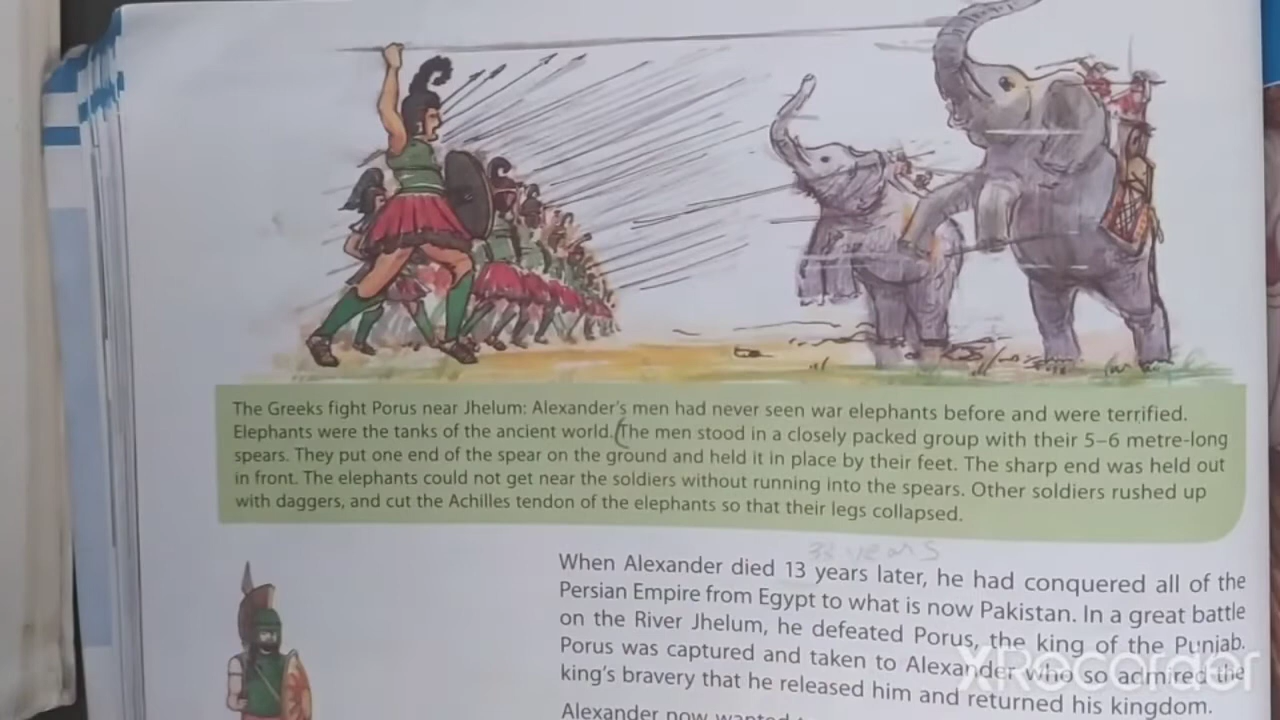 The Greeks fight Porus near Jhelum: Alexander's men had never seen war elephants before and were terrified.
Elephants were the tanks of the ancient world. (The men stood in a closely packed group with their 5–6 metre-long
spears. They put one end of the spear on the ground and held it in place by their feet. The sharp end was held out
in front. The elephants could not get near the soldiers without running into the spears. Other soldiers rushed up
with daggers, and cut the Achilles tendon of the elephants so that their legs collapsed.
years
When Alexander died 13 years later, he had conquered all of the
Persian Empire from Egypt to what is now Pakistan. In a great battle
on the River Jhelum, he defeated Porus, the king of the Punjab.
Porus was captured and taken to Alexander who so admired the
king's bravery that he released him and returned his kingdom.
XRecorder
Alexander now wanted